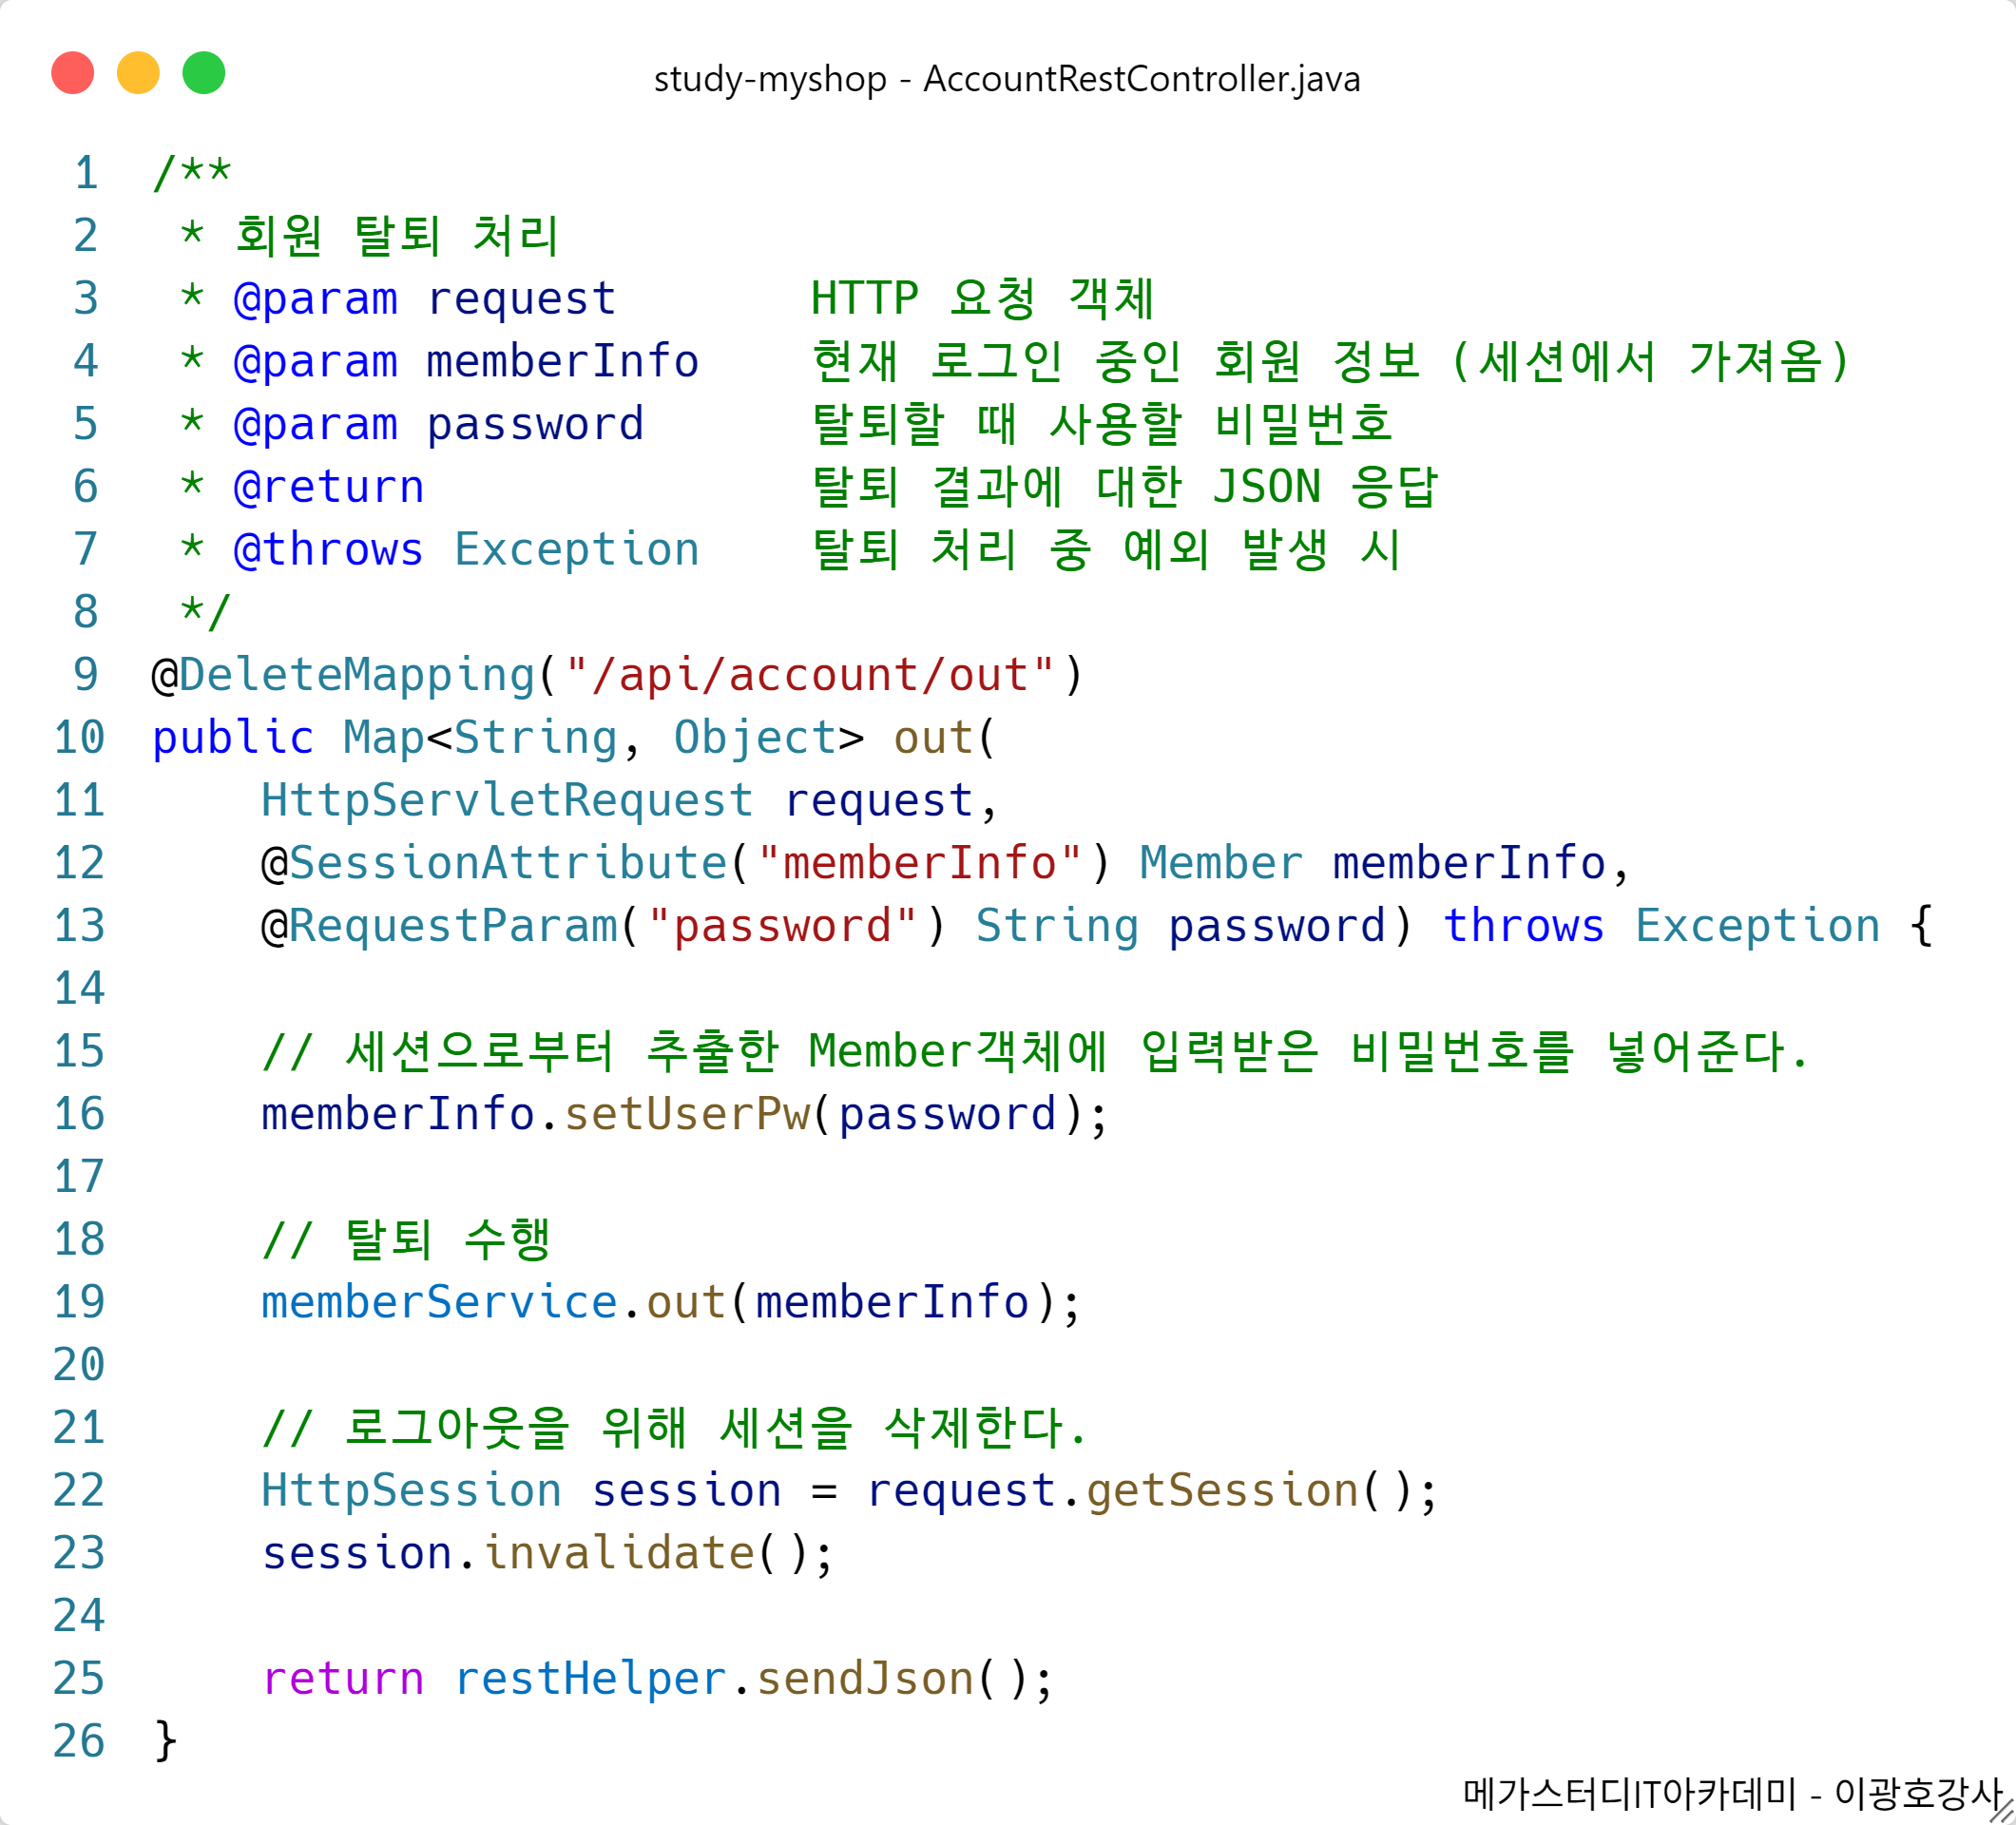 study-myshop - AccountRestController.java
1 /**
2  * 회원 탈퇴 처리
3  * @param request       HTTP 요청 객체
4  * @param memberInfo    현재 로그인 중인 회원 정보 (세션에서 가져옴)
5  * @param password      탈퇴할 때 사용할 비밀번호
6  * @return              탈퇴 결과에 대한 JSON 응답
7  * @throws Exception    탈퇴 처리 중 예외 발생 시
8  */
9 @DeleteMapping("/api/account/out")
10 public Map<String, Object> out(
11     HttpServletRequest request,
12     @SessionAttribute("memberInfo") Member memberInfo,
13     @RequestParam("password") String password) throws Exception {
14
15     // 세션으로부터 추출한 Member객체에 입력받은 비밀번호를 넣어준다.
16     memberInfo.setUserPw(password);
17
18     // 탈퇴 수행
19     memberService.out(memberInfo);
20
21     // 로그아웃을 위해 세션을 삭제한다.
22     HttpSession session = request.getSession();
23     session.invalidate();
24
25     return restHelper.sendJson();
26 }
메가스터디IT아카데미 - 이광호강사